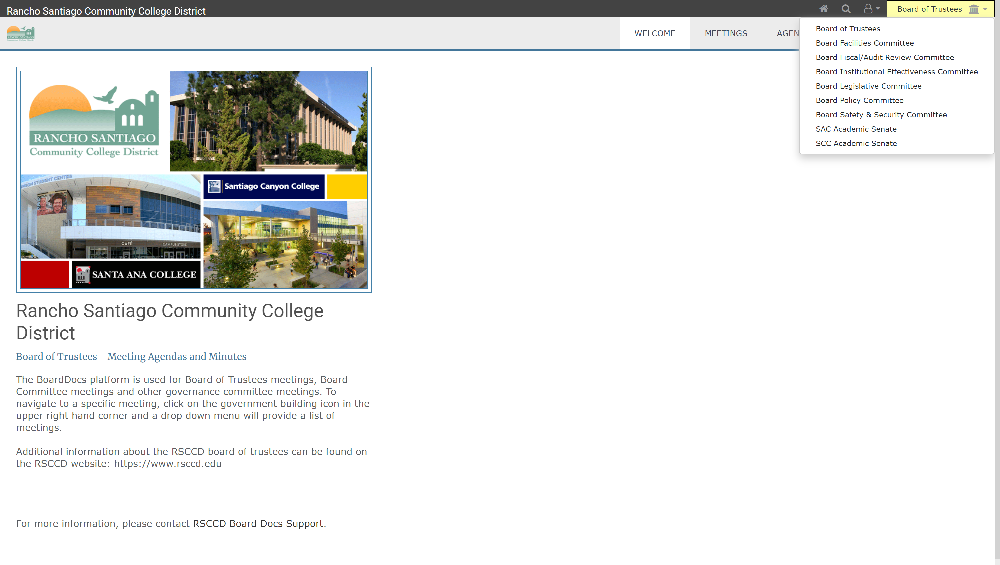 Rancho Santiago Community College District
Board of Trustees
WELCOME
MEETINGS
AGEN
Board of Trustees
Board Facilities Committee
Board Fiscal/Audit Review Committee
Board Institutional Effectiveness Committee
Board Legislative Committee
Board Policy Committee
Board Safety & Security Committee
SAC Academic Senate
SCC Academic Senate
RANCHO SANTIAGO
Community College District
RANCHO SANTIAGO
Community College District
NSON STUDENT CENTER
Santiago Canyon College
CAFÉ
CAMPUS STORE
SANTA ANA COLLEGE
Rancho Santiago Community College
District
Board of Trustees - Meeting Agendas and Minutes
The BoardDocs platform is used for Board of Trustees meetings, Board
Committee meetings and other governance committee meetings. To
navigate to a specific meeting, click on the government building icon in the
upper right hand corner and a drop down menu will provide a list of
meetings.
Additional information about the RSCCD board of trustees can be found on
the RSCCD website: https://www.rsccd.edu
For more information, please contact RSCCD Board Docs Support.